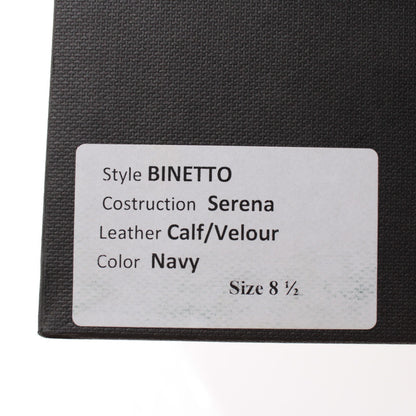 Style BINETTO
Costruction Serena
Leather Calf/Velour
Color Navy
Size 8 ½